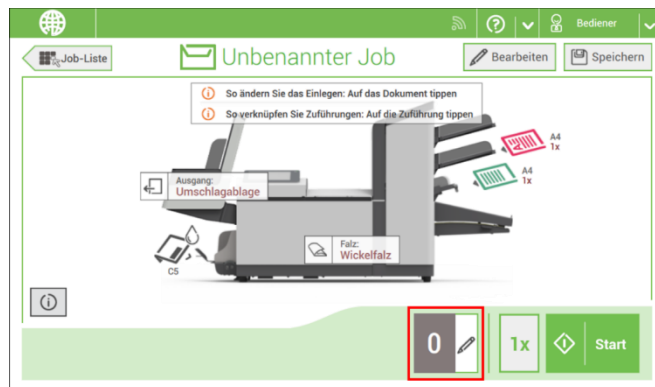 Bediener
Job-Liste
Unbenannter Job
Bearbeiten
Speichern
So ändern Sie das Einlegen: Auf das Dokument tippen
So verknüpfen Sie Zuführungen: Auf die Zuführung tippen
A4
1x
Ausgang:
Umschlagablage
A4
1x
Falz:
Wickelfalz
C5
0
1x
Start